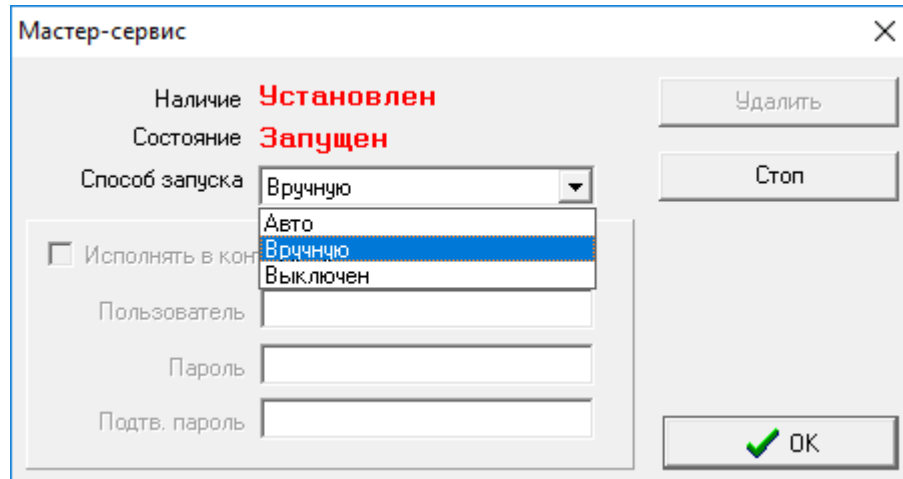 Мастер-сервис
Наличие Установлен
Удалить
Состояние Запущен
Способ запуска Вручную
Стоп
Авто
Вручную
Выключен
Исполнять в кон
Пользователь
Пароль
Подтв. пароль
OK